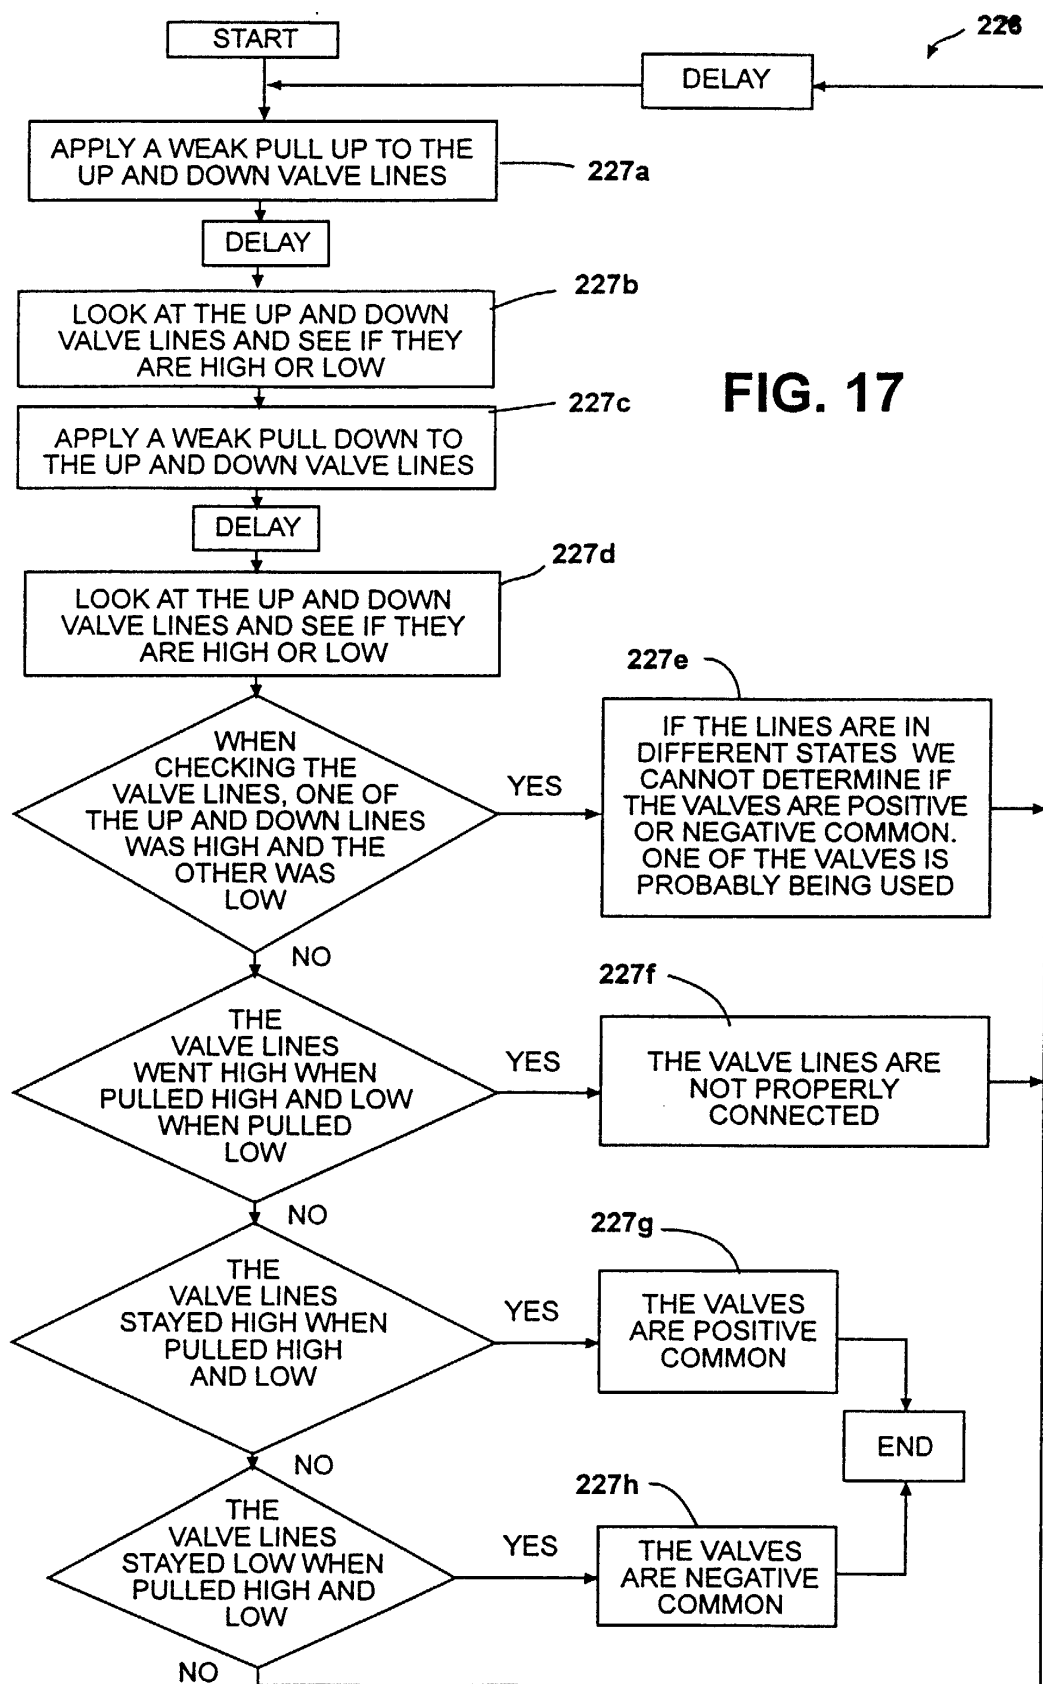 START
226
DELAY
APPLY A WEAK PULL UP TO THE
UP AND DOWN VALVE LINES
227a
DELAY
227b
LOOK AT THE UP AND DOWN
VALVE LINES AND SEE IF THEY
ARE HIGH OR LOW
FIG. 17
227c
APPLY A WEAK PULL DOWN TO
THE UP AND DOWN VALVE LINES
DELAY
227d
LOOK AT THE UP AND DOWN
VALVE LINES AND SEE IF THEY
ARE HIGH OR LOW
WHEN
CHECKING THE
VALVE LINES, ONE OF
THE UP AND DOWN LINES
WAS HIGH AND THE
OTHER WAS
LOW
YES
227e
IF THE LINES ARE IN
DIFFERENT STATES WE
CANNOT DETERMINE IF
THE VALVES ARE POSITIVE
OR NEGATIVE COMMON.
ONE OF THE VALVES IS
PROBABLY BEING USED
NO
THE
VALVE LINES
WENT HIGH WHEN
PULLED HIGH AND LOW
WHEN PULLED
LOW
YES
227f
THE VALVE LINES ARE
NOT PROPERLY
CONNECTED
NO
THE
VALVE LINES
STAYED HIGH WHEN
PULLED HIGH
AND LOW
YES
227g
THE VALVES
ARE POSITIVE
COMMON
END
NO
THE
VALVE LINES
STAYED LOW WHEN
PULLED HIGH AND
LOW
YES
227h
THE VALVES
ARE NEGATIVE
COMMON
NO